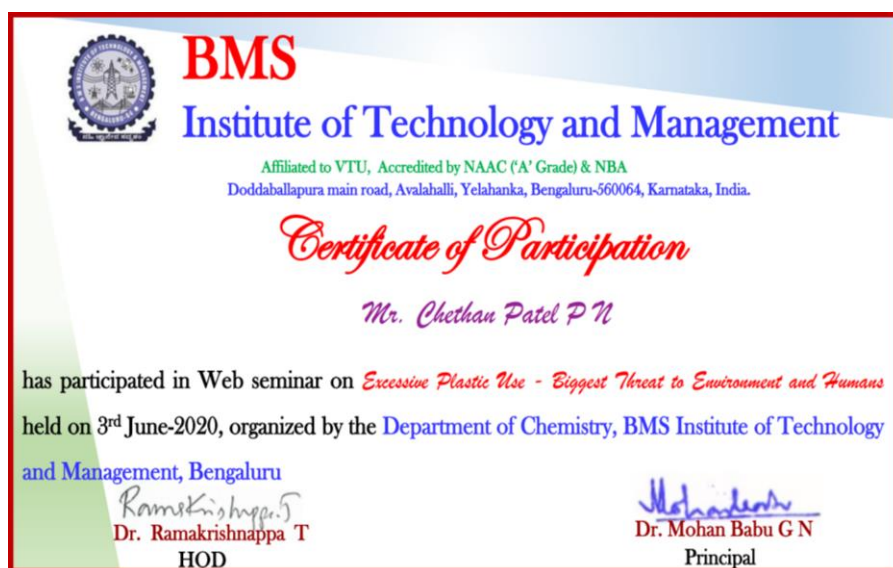 BMS
Institute of Technology and Management
Affiliated to VTU, Accredited by NAAC ('A' Grade) & NBA
Doddaballapura main road, Avalahalli, Yelahanka, Bengaluru-560064, Karnataka, India.
Certificate of Participation
Mr. Chethan Patel P N
has participated in Web seminar on Excessive Plastic Use - Biggest Threat to Environment and Humans
held on 3rd June-2020, organized by the Department of Chemistry, BMS Institute of Technology
and Management, Bengaluru
Ramakrishnappa.T
Dr. Ramakrishnappa T
HOD
Dr. Mohan Babu G N
Principal